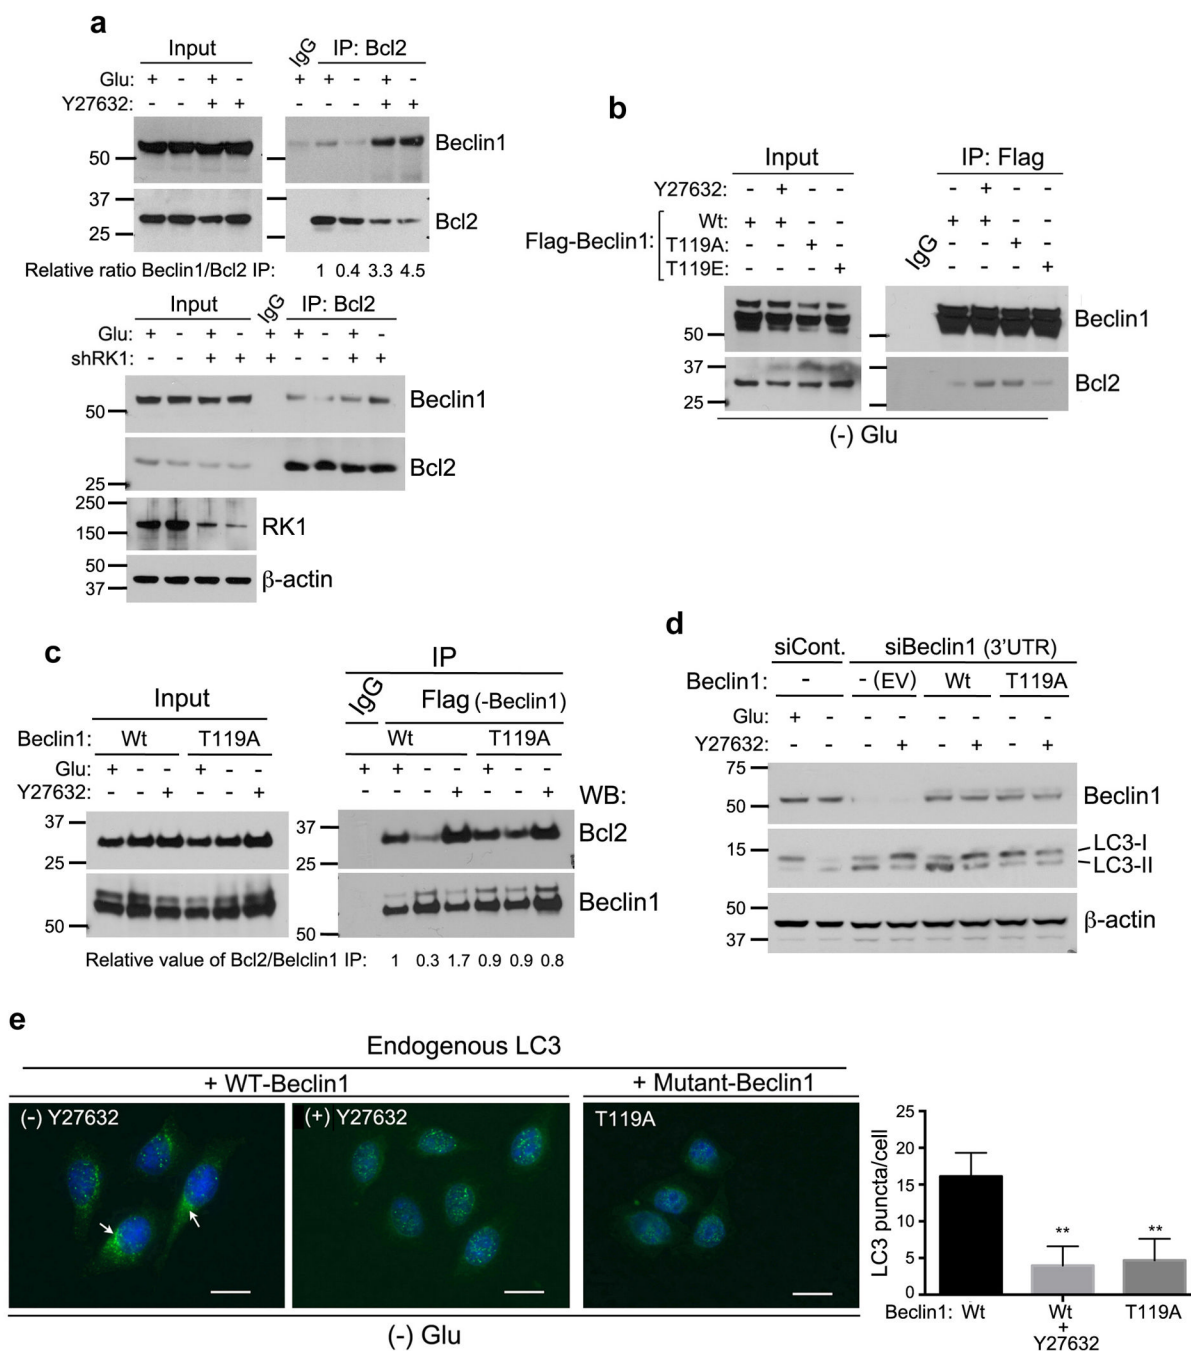 a
Input IgG IP: Bcl2
Glu: + - + - + + - + -
Y27632: - - + + - - - + +
Beclin1
50
37
Bcl2
25
Relative ratio Beclin1/Bcl2 IP: 1 0.4 3.3 4.5
Input IgG IP: Bcl2
Glu: + - + - + + - + -
shRK1: - - + + + - - + +
Beclin1
50
Bcl2
25
250
RK1
150
50
β-actin
37
b
Input IP: Flag
Y27632: - + - - - + - -
Flag-Beclin1: Wt: + + - - IgG + + - -
T119A: - - + - - - + -
T119E: - - - + - - - +
Beclin1
50
37
Bcl2
25
(-) Glu
c
IP
Input IgG Flag (-Beclin1)
Beclin1: Wt T119A Wt T119A
Glu: + - - + - - + + - - + - -
Y27632: - - + - - + - - - + - - +
WB:
37 37
Bcl2
25 25
Beclin1
50 50
Relative value of Bcl2/Belclin1 IP: 1 0.3 1.7 0.9 0.9 0.8
d
siCont. siBeclin1 (3'UTR)
Beclin1: - - (EV) Wt T119A
Glu: + - - - - - - -
Y27632: - - - + - + - +
75
Beclin1
50
15
LC3-I
LC3-II
50
β-actin
37
e
Endogenous LC3
+ WT-Beclin1 + Mutant-Beclin1
(-) Y27632 (+) Y27632 T119A
(-) Glu
LC3 puncta/cell
25
20
15
10
5
0
** **
Beclin1: Wt Wt T119A
+
Y27632